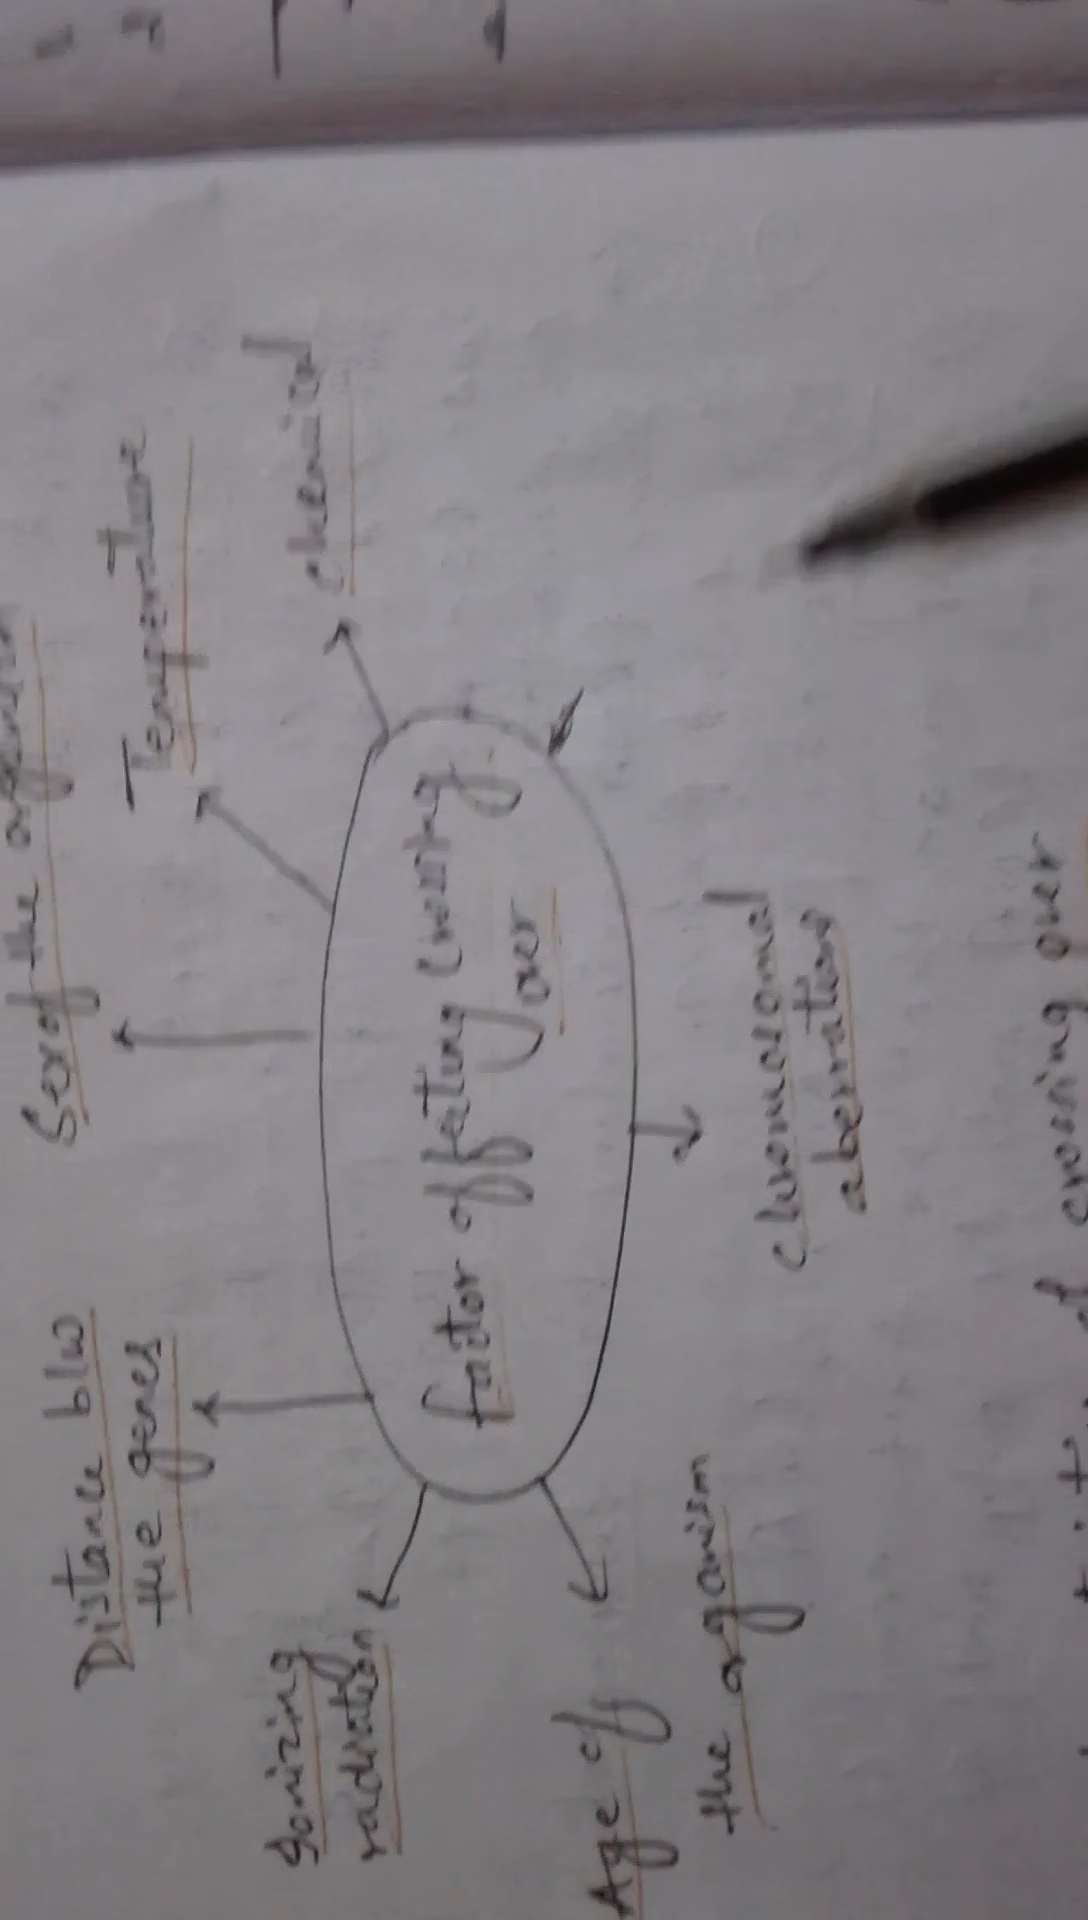 Distance b/w
the genes
Sex of the organism
Temperature
chemical
Ionizing
radiation
factor affecting Crossing
over
Age of
the organism
chromosomal
aberrations
of crossing over